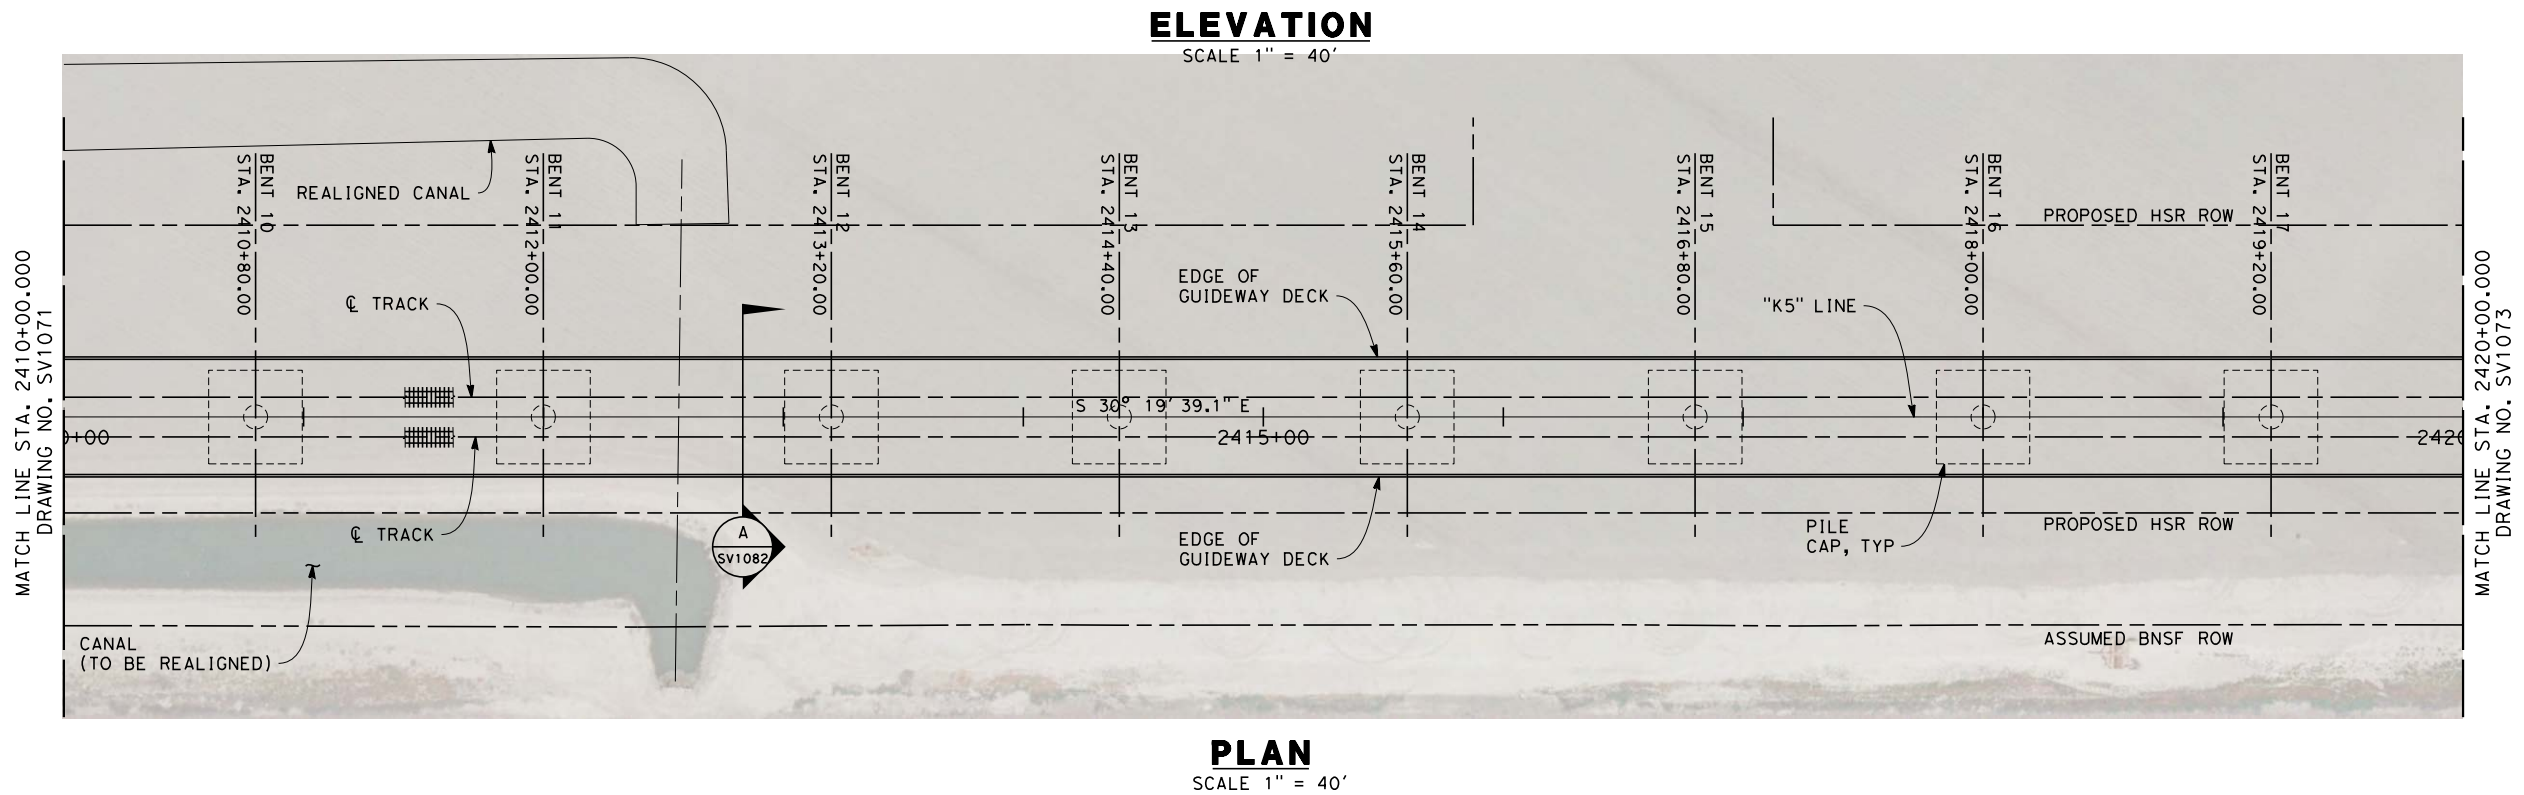 ELEVATION
SCALE 1" = 40'
BENT 10
STA. 2410+80.00
BENT 11
STA. 2412+00.00
BENT 12
STA. 2413+20.00
BENT 13
STA. 2414+40.00
BENT 14
STA. 2415+60.00
BENT 15
STA. 2416+80.00
BENT 16
STA. 2418+00.00
BENT 17
STA. 2419+20.00
REALIGNED CANAL
PROPOSED HSR ROW
MATCH LINE STA. 2410+00.000
DRAWING NO. SV1071
MATCH LINE STA. 2420+00.000
DRAWING NO. SV1073
℄ TRACK
EDGE OF
GUIDEWAY DECK
"K5" LINE
S 30° 19' 39.1" E
0+00
2415+00
2420
℄ TRACK
A
SV1082
EDGE OF
GUIDEWAY DECK
PILE
CAP, TYP
PROPOSED HSR ROW
CANAL
(TO BE REALIGNED)
ASSUMED BNSF ROW
PLAN
SCALE 1" = 40'